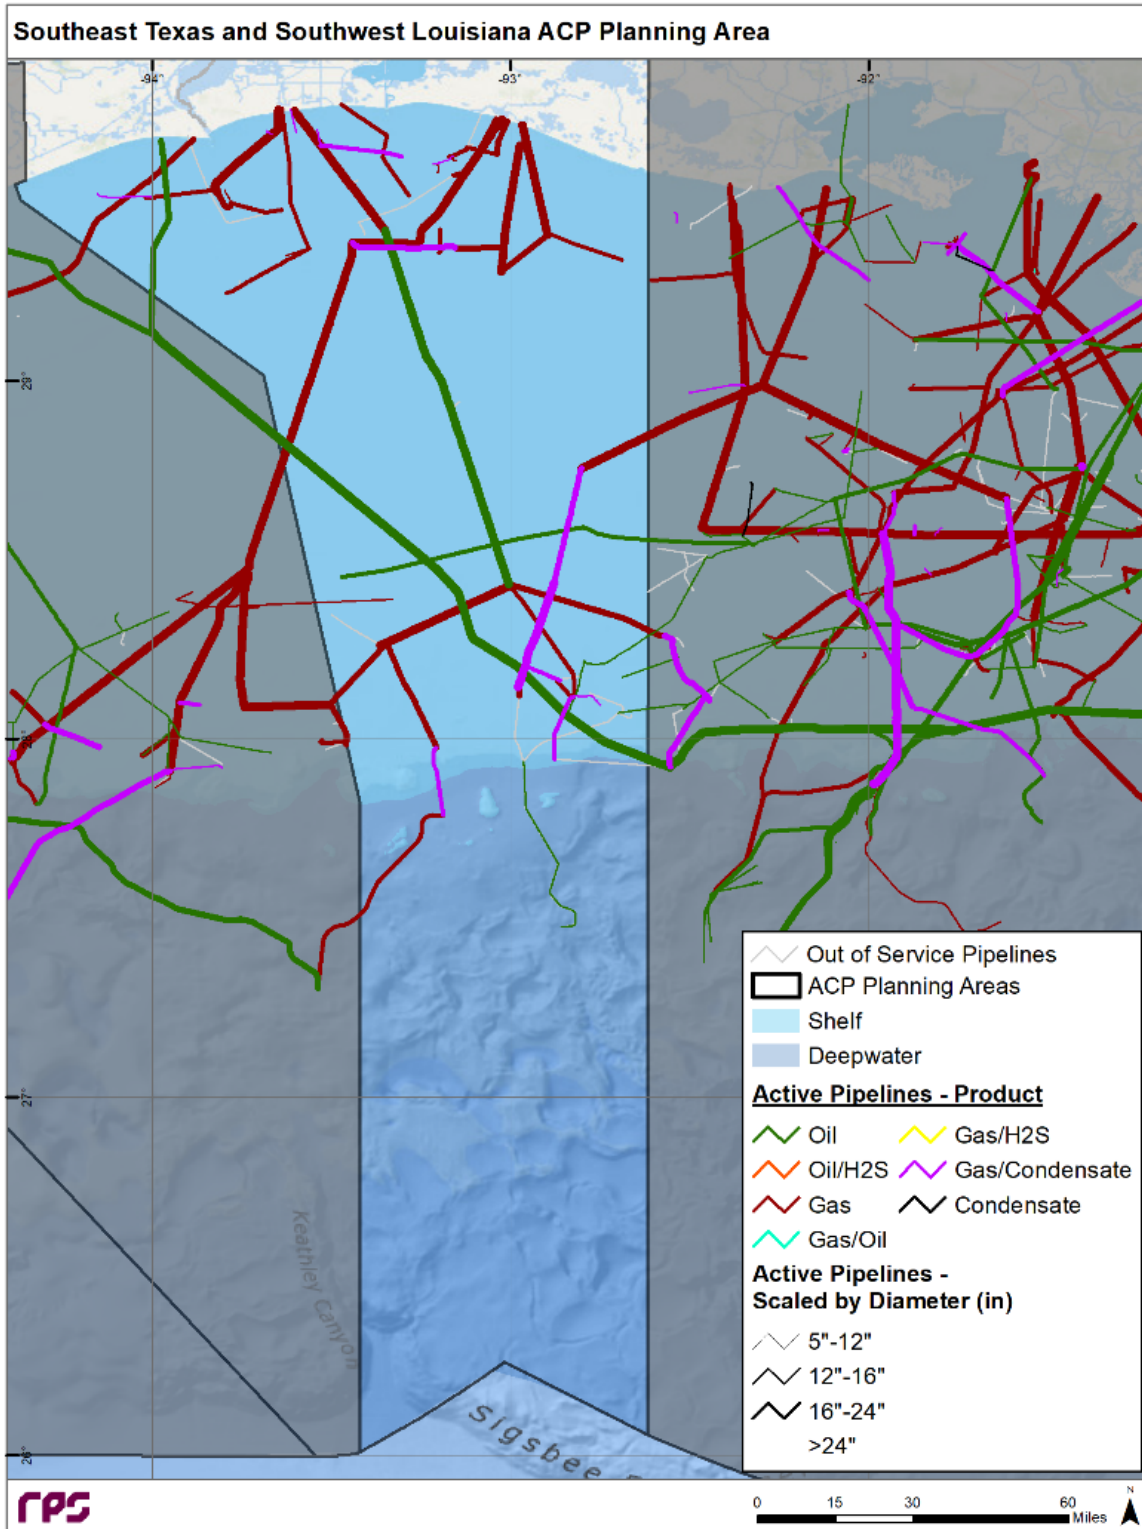 Southeast Texas and Southwest Louisiana ACP Planning Area
-94°
-93°
-92°
29°
28°
27°
26°
Keathley Canyon
Sigsbee
Out of Service Pipelines
ACP Planning Areas
Shelf
Deepwater
Active Pipelines - Product
Oil
Gas/H2S
Oil/H2S
Gas/Condensate
Gas
Condensate
Gas/Oil
Active Pipelines -
Scaled by Diameter (in)
5"-12"
12"-16"
16"-24"
>24"
rps
0 15 30 60
Miles
N